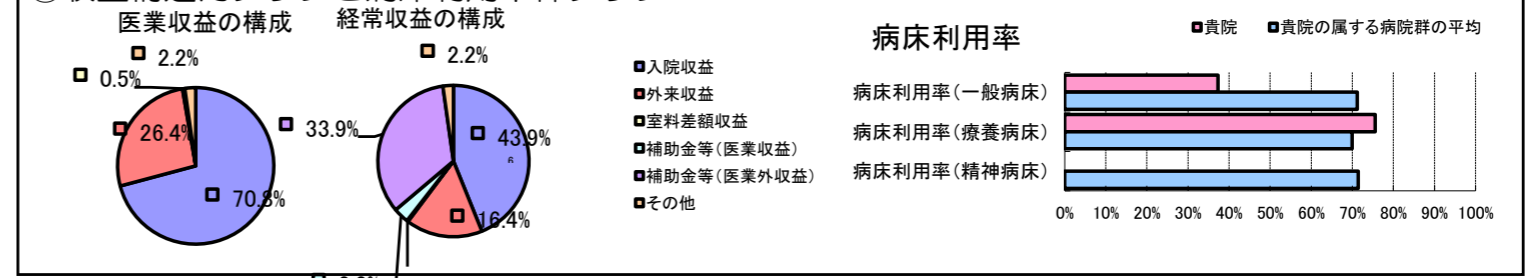 医業収益の構成
経常収益の構成
2.2%
0.5%
26.4%
70.8%
2.2%
33.9%
43.9%
6
16.4%
入院収益
外来収益
室料差額収益
補助金等(医業収益)
補助金等(医業外収益)
その他
病床利用率
貴院
貴院の属する病院群の平均
病床利用率(一般病床)
病床利用率(療養病床)
病床利用率(精神病床)
0% 10% 20% 30% 40% 50% 60% 70% 80% 90% 100%